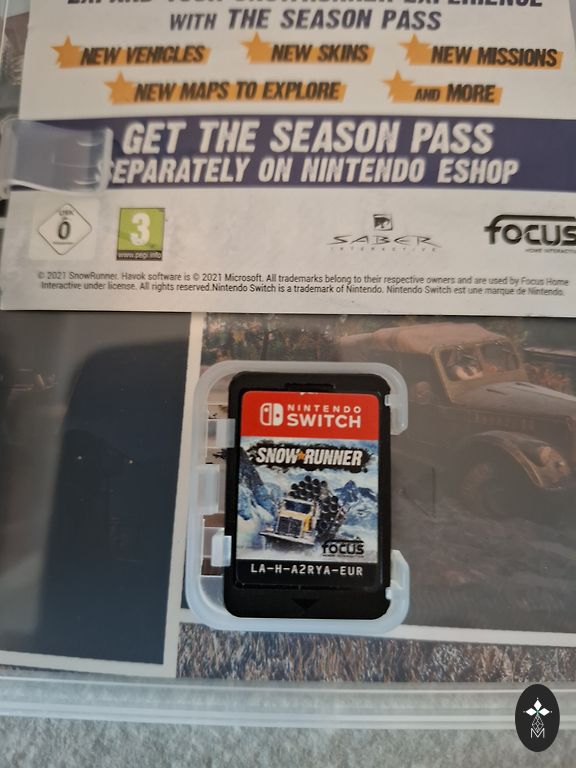 EXPAND YOUR SNOWRUNNER EXPERIENCE
WITH THE SEASON PASS
NEW VEHICLES
NEW SKINS
NEW MISSIONS
NEW MAPS TO EXPLORE
AND MORE
GET THE SEASON PASS
SEPARATELY ON NINTENDO ESHOP
0
3
www.pegi.info
SABER
INTERACTIVE
FOCUS
HOME INTERACTIVE
© 2021 SnowRunner. Havok software is © 2021 Microsoft. All trademarks belong to their respective owners and are used by Focus Home
Interactive under license. All rights reserved.Nintendo Switch is a trademark of Nintendo. Nintendo Switch est une marque de Nintendo.
NINTENDO
SWITCH
SNOWRUNNER
FOCUS
LA-H-A2RYA-EUR
M